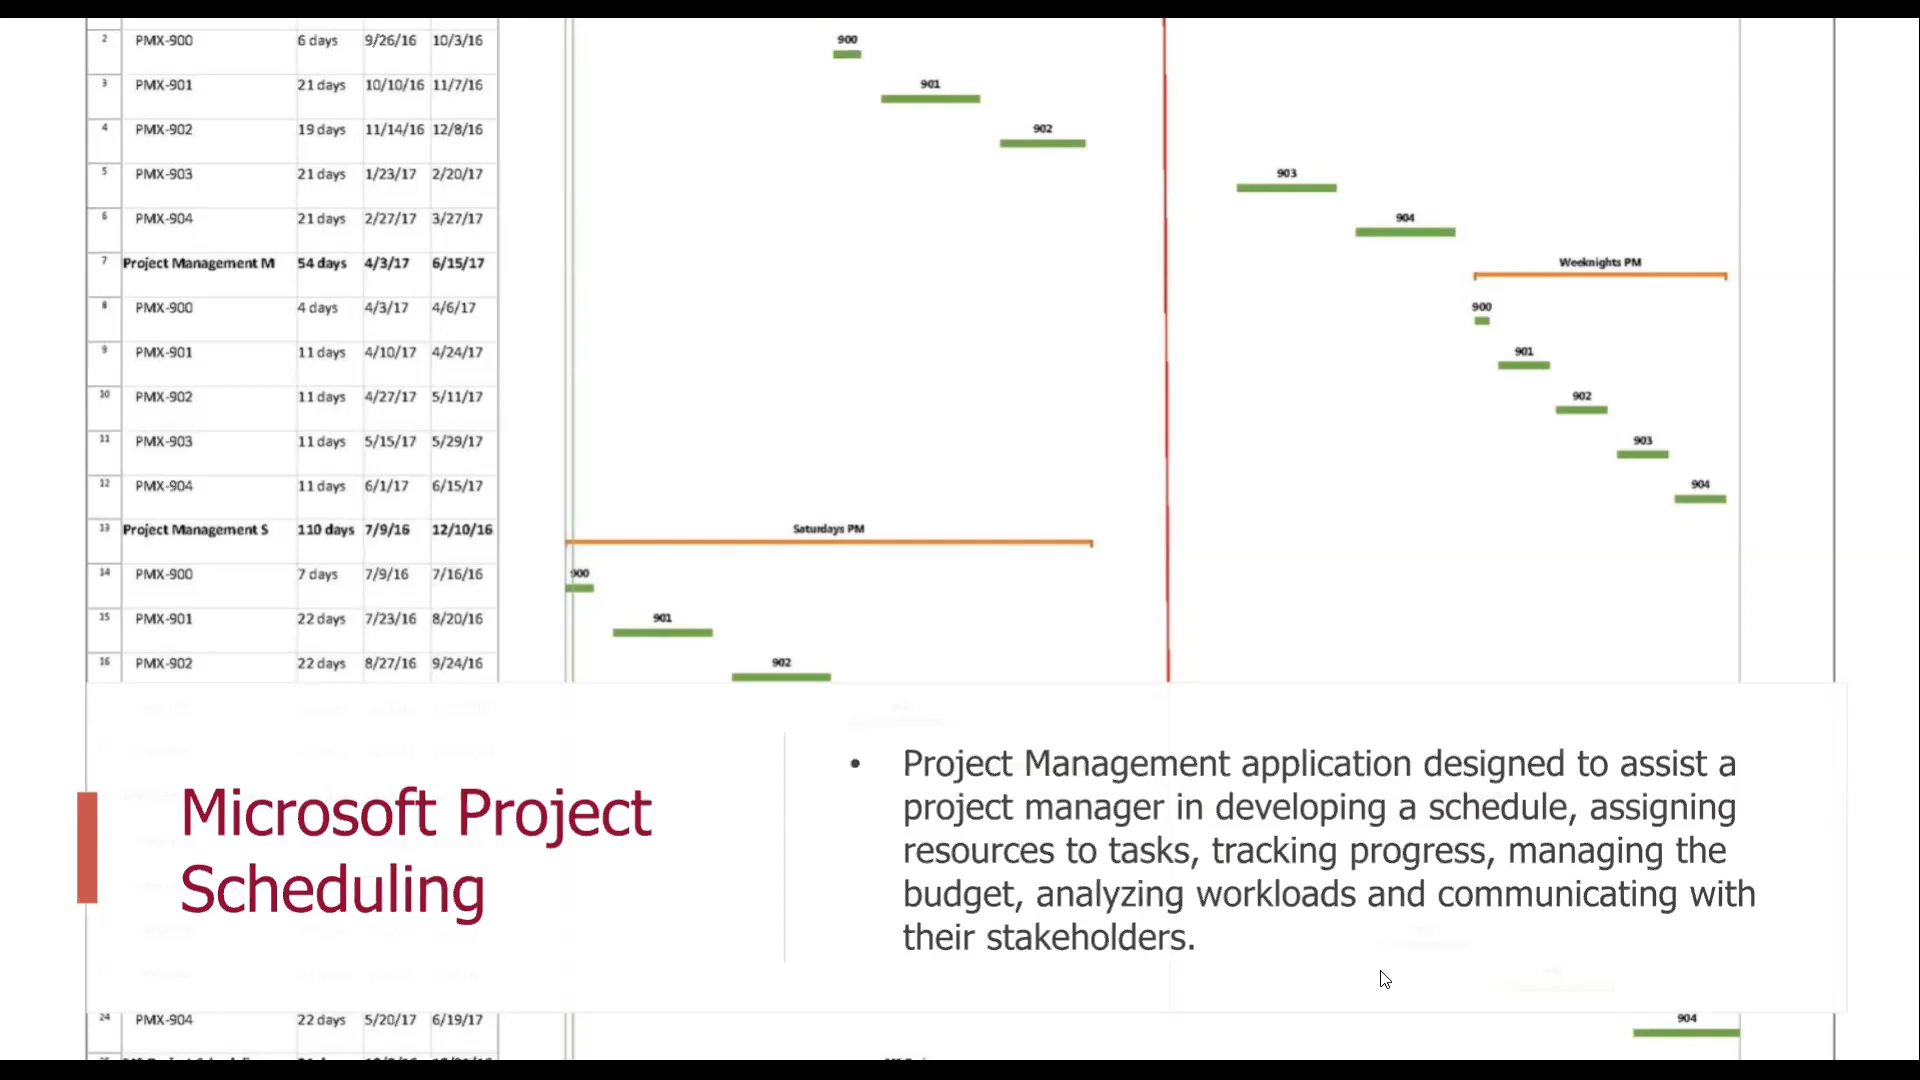 2 PMX-900 6 days 9/26/16 10/3/16 900
3 PMX-901 21 days 10/10/16 11/7/16 901
4 PMX-902 19 days 11/14/16 12/8/16 902
5 PMX-903 21 days 1/23/17 2/20/17 903
6 PMX-904 21 days 2/27/17 3/27/17 904
7 Project Management M 54 days 4/3/17 6/15/17 Weeknights PM
8 PMX-900 4 days 4/3/17 4/6/17 900
9 PMX-901 11 days 4/10/17 4/24/17 901
10 PMX-902 11 days 4/27/17 5/11/17 902
11 PMX-903 11 days 5/15/17 5/29/17 903
12 PMX-904 11 days 6/1/17 6/15/17 904
13 Project Management S 110 days 7/9/16 12/10/16 Saturdays PM
14 PMX-900 7 days 7/9/16 7/16/16 900
15 PMX-901 22 days 7/23/16 8/20/16 901
16 PMX-902 22 days 8/27/16 9/24/16 902
Microsoft Project
Scheduling
• Project Management application designed to assist a
project manager in developing a schedule, assigning
resources to tasks, tracking progress, managing the
budget, analyzing workloads and communicating with
their stakeholders.
24 PMX-904 22 days 5/20/17 6/19/17 904